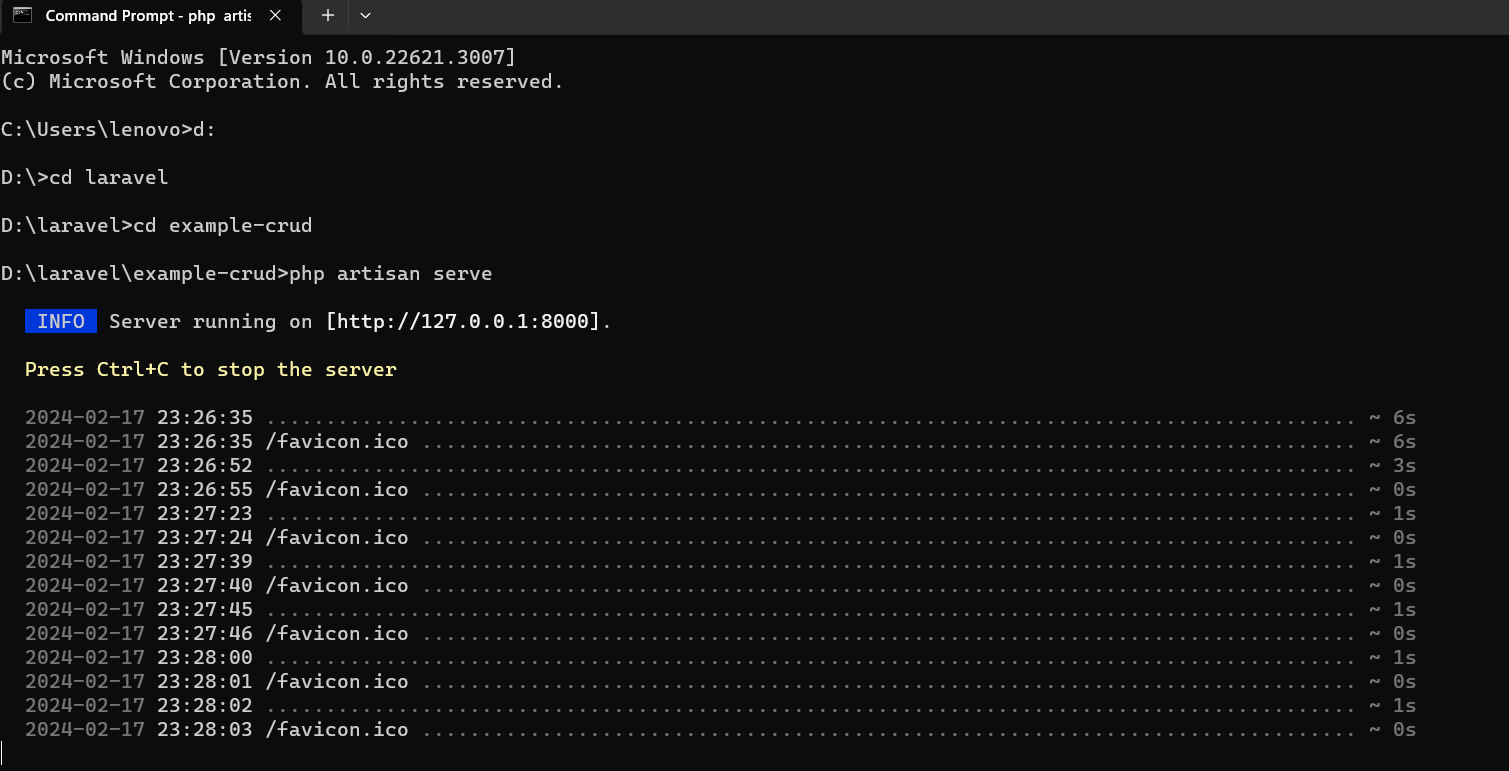 Command Prompt - php artis
Microsoft Windows [Version 10.0.22621.3007]
(c) Microsoft Corporation. All rights reserved.
C:\Users\lenovo>d:
D:\>cd laravel
D:\laravel>cd example-crud
D:\laravel\example-crud>php artisan serve
INFO Server running on [http://127.0.0.1:8000].
Press Ctrl+C to stop the server
2024-02-17 23:26:35 ........................................................................................... ~ 6s
2024-02-17 23:26:35 /favicon.ico .............................................................................. ~ 6s
2024-02-17 23:26:52 ........................................................................................... ~ 3s
2024-02-17 23:26:55 /favicon.ico .............................................................................. ~ 0s
2024-02-17 23:27:23 ........................................................................................... ~ 1s
2024-02-17 23:27:24 /favicon.ico .............................................................................. ~ 0s
2024-02-17 23:27:39 ........................................................................................... ~ 1s
2024-02-17 23:27:40 /favicon.ico .............................................................................. ~ 0s
2024-02-17 23:27:45 ........................................................................................... ~ 1s
2024-02-17 23:27:46 /favicon.ico .............................................................................. ~ 0s
2024-02-17 23:28:00 ........................................................................................... ~ 1s
2024-02-17 23:28:01 /favicon.ico .............................................................................. ~ 0s
2024-02-17 23:28:02 ........................................................................................... ~ 1s
2024-02-17 23:28:03 /favicon.ico .............................................................................. ~ 0s